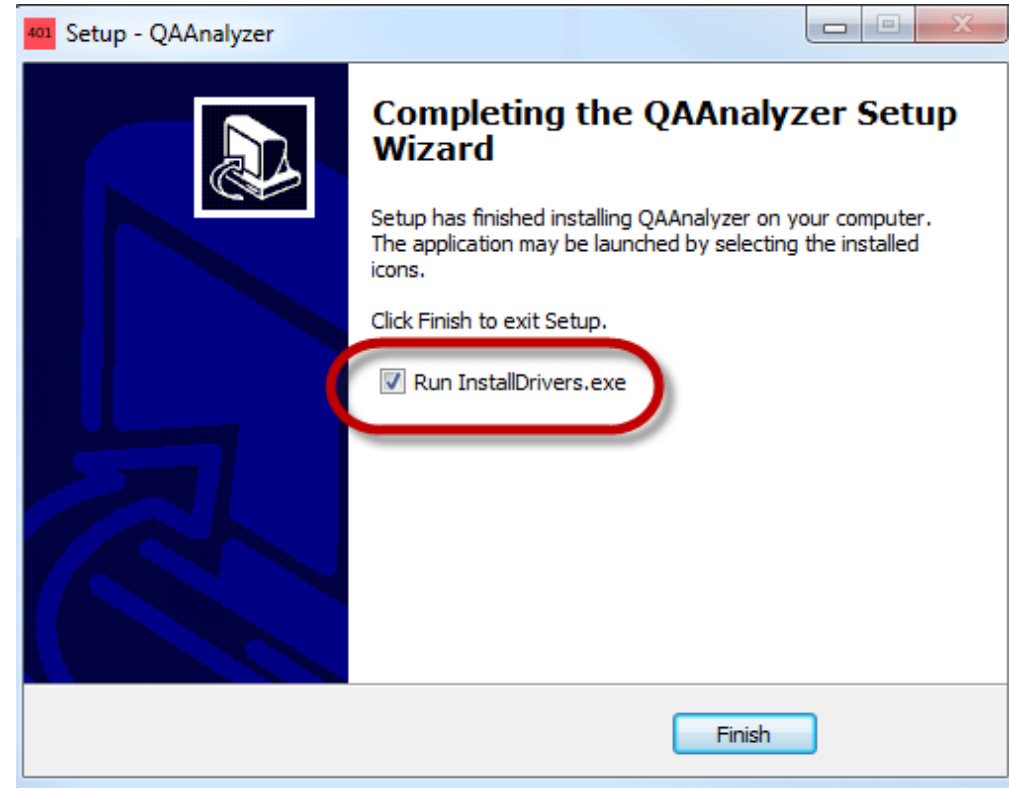 401 Setup - QAAnalyzer
Completing the QAAnalyzer Setup
Wizard
Setup has finished installing QAAnalyzer on your computer.
The application may be launched by selecting the installed
icons.
Click Finish to exit Setup.
Run InstallDrivers.exe
Finish